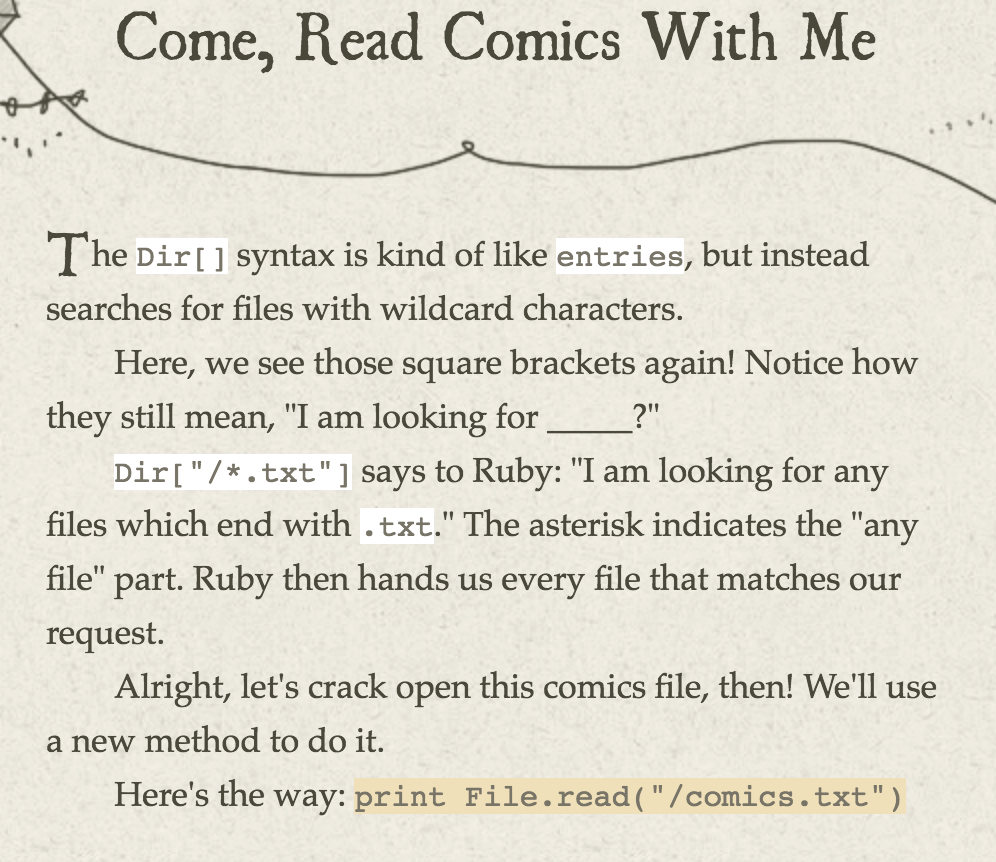 Come, Read Comics With Me
The Dir[] syntax is kind of like entries, but instead
searches for files with wildcard characters.
Here, we see those square brackets again! Notice how
they still mean, "I am looking for _____?"
Dir["/*.txt"] says to Ruby: "I am looking for any
files which end with .txt." The asterisk indicates the "any
file" part. Ruby then hands us every file that matches our
request.
Alright, let's crack open this comics file, then! We'll use
a new method to do it.
Here's the way: print File.read("/comics.txt")